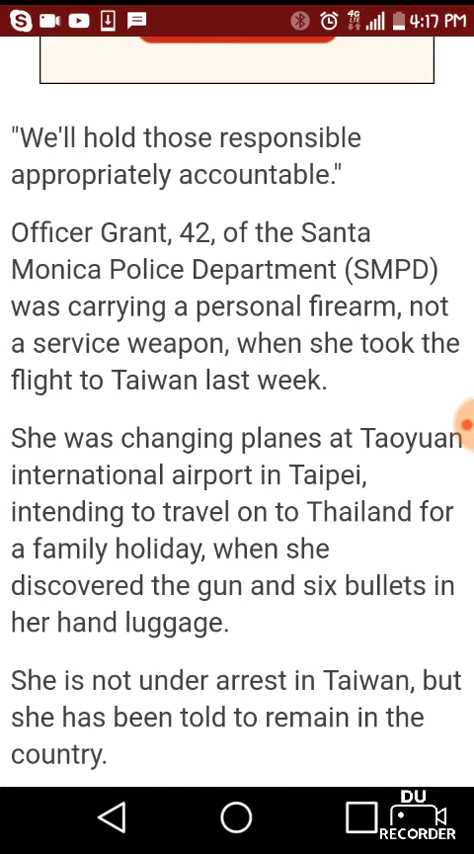 4G
LTE
4:17 PM
"We'll hold those responsible
appropriately accountable."
Officer Grant, 42, of the Santa
Monica Police Department (SMPD)
was carrying a personal firearm, not
a service weapon, when she took the
flight to Taiwan last week.
She was changing planes at Taoyuan
international airport in Taipei,
intending to travel on to Thailand for
a family holiday, when she
discovered the gun and six bullets in
her hand luggage.
She is not under arrest in Taiwan, but
she has been told to remain in the
country.
DU
RECORDER